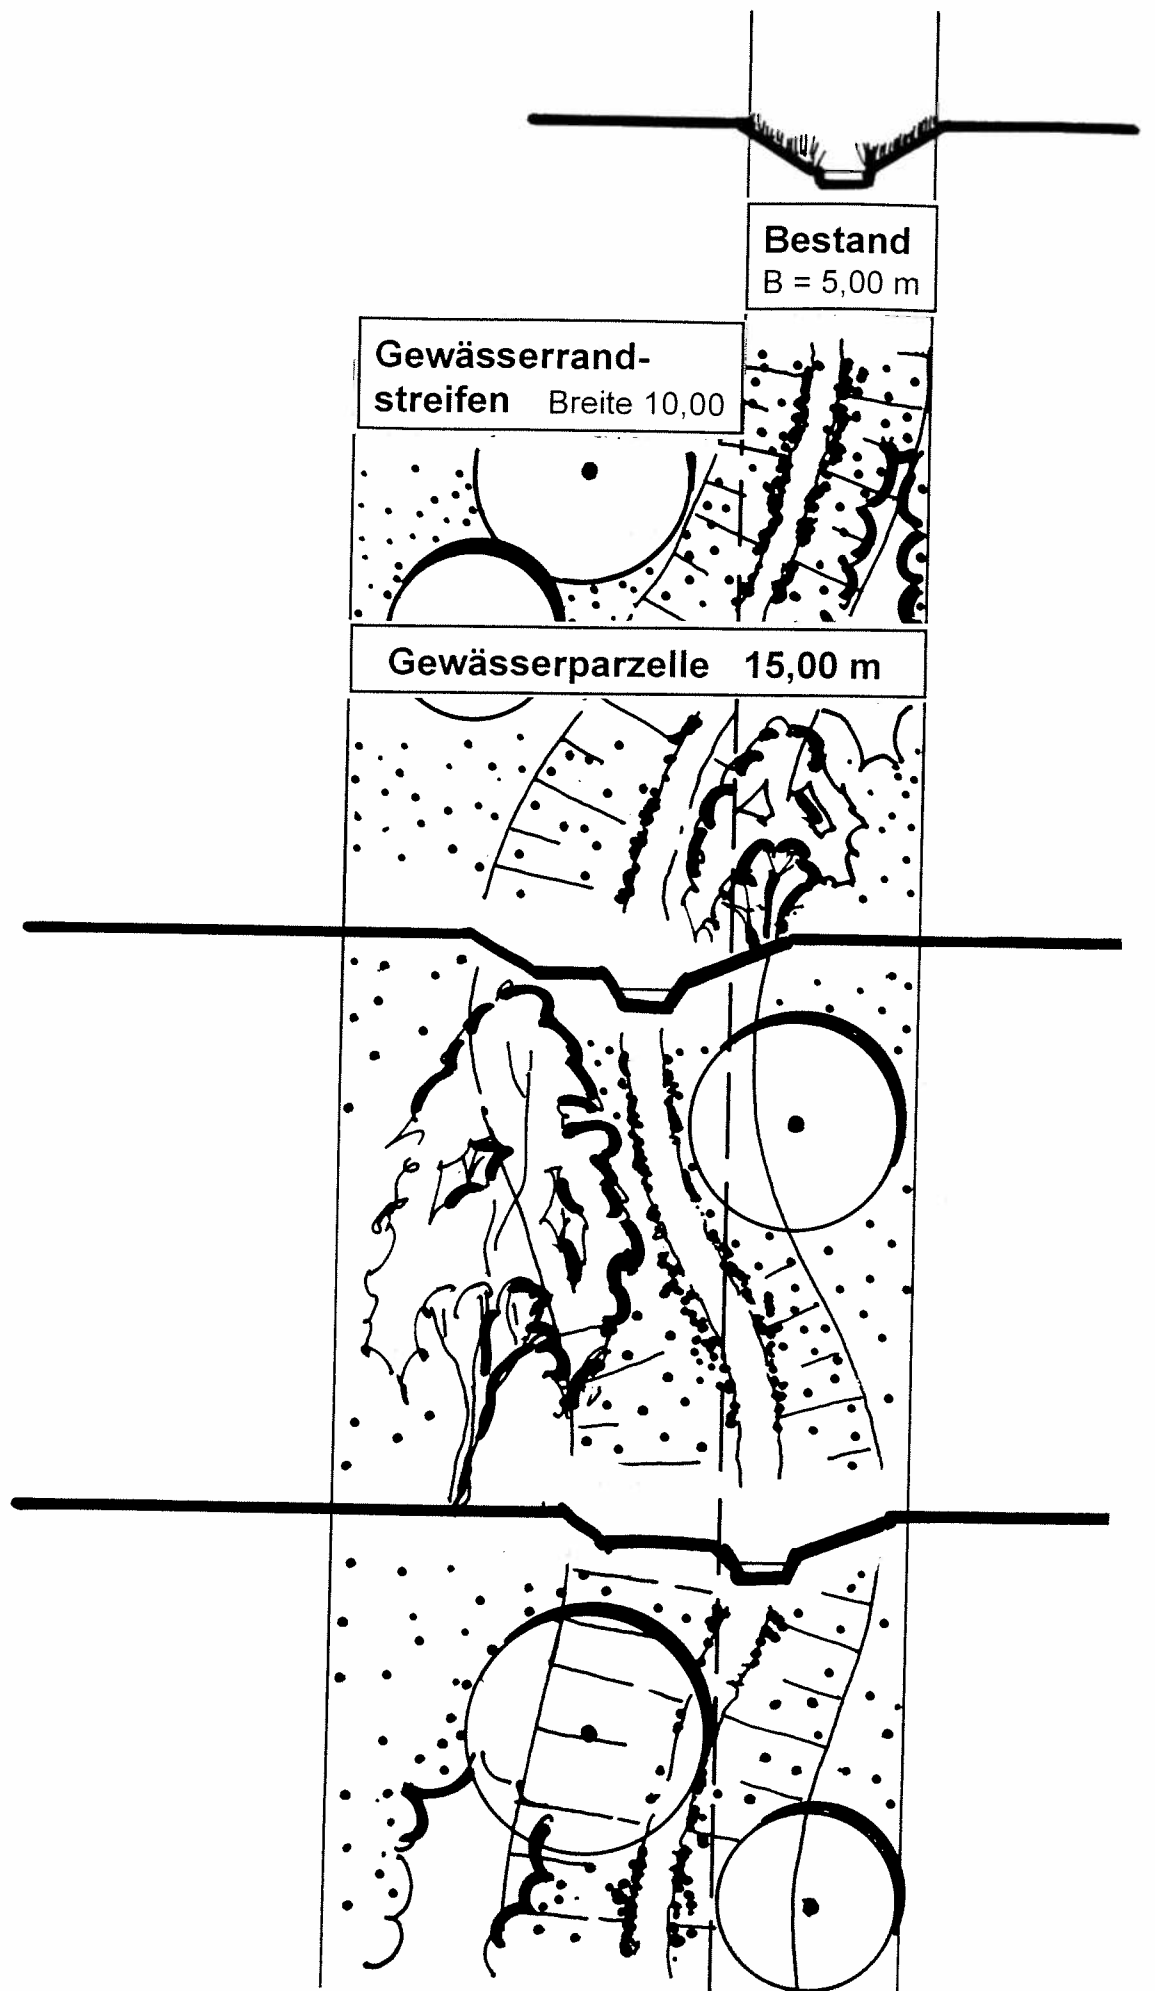 Bestand
B = 5,00 m
Gewässerrand-
streifen Breite 10,00
Gewässerparzelle 15,00 m